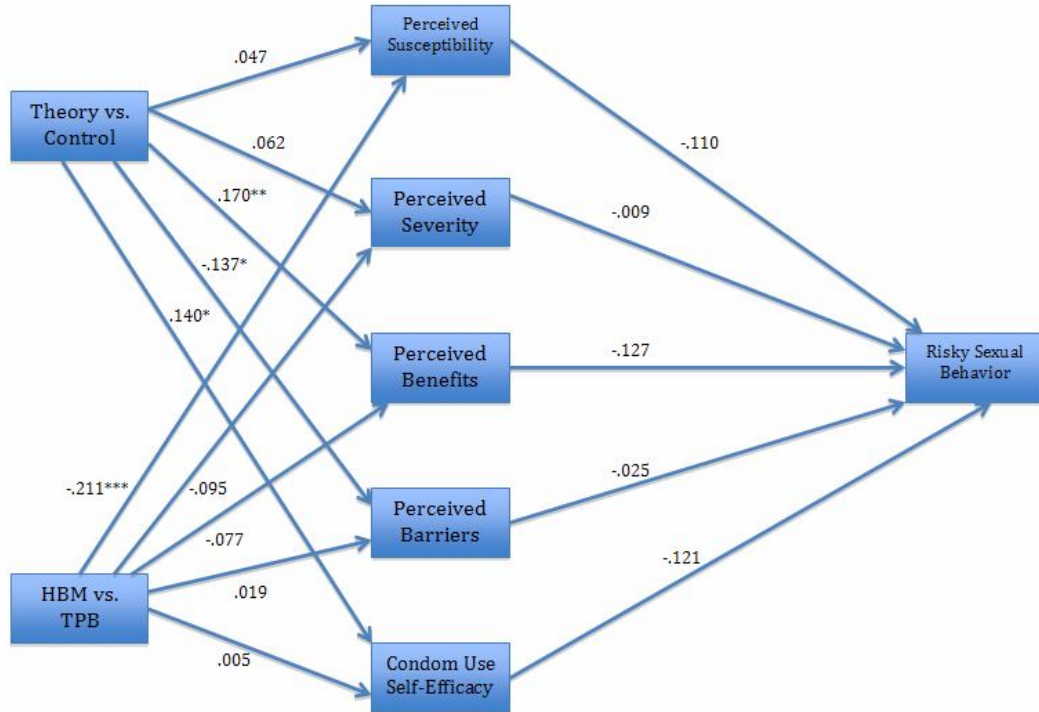 Perceived
Susceptibility
.047
Theory vs.
Control
-.110
.062
.170**
Perceived
Severity
-.009
-.137*
.140*
Perceived
Benefits
-.127
Risky Sexual
Behavior
-.211***
-.095
-.025
-.077
Perceived
Barriers
-.121
HBM vs.
TPB
.019
.005
Condom Use
Self-Efficacy